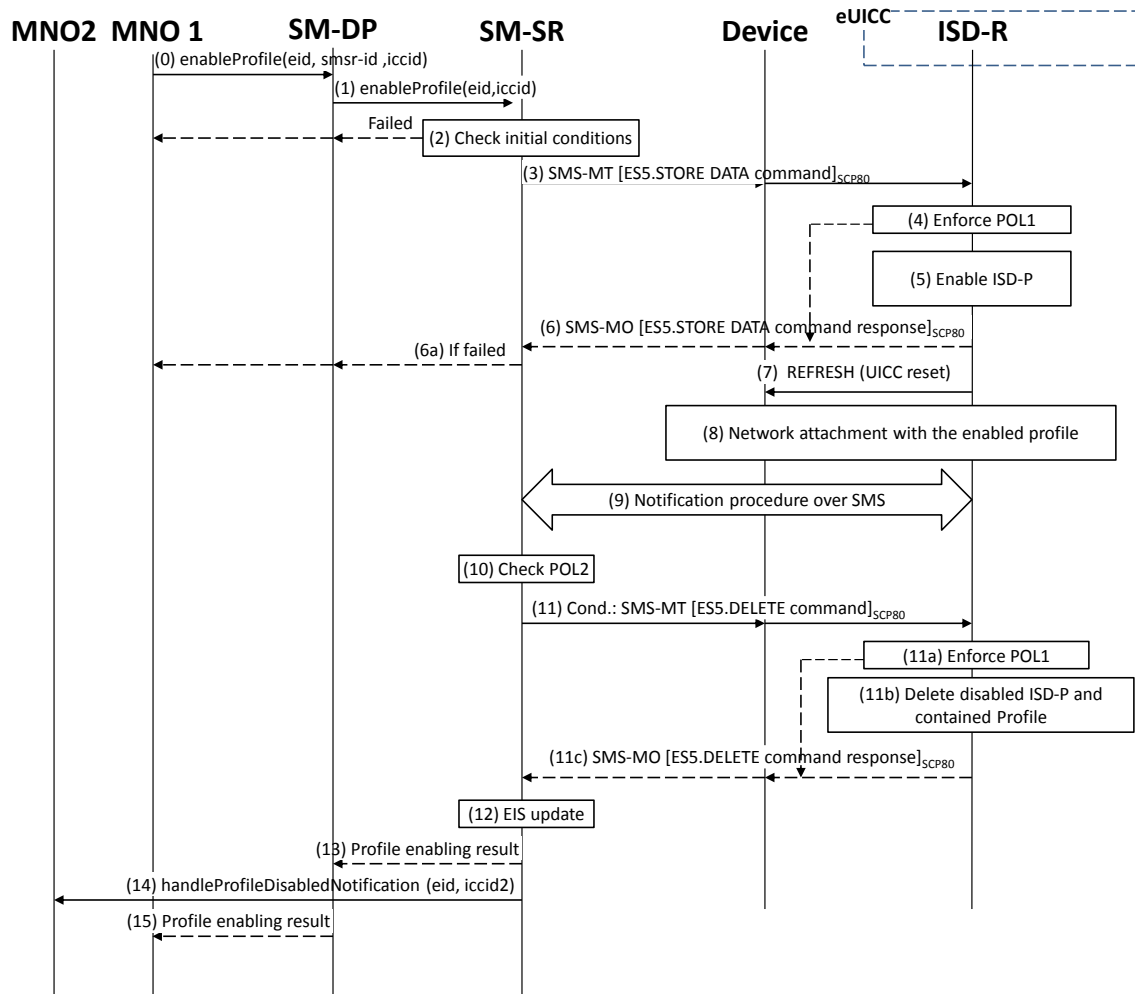 eUICC
MNO2 MNO 1 SM-DP SM-SR Device ISD-R
(0) enableProfile(eid, smsr-id ,iccid)
(1) enableProfile(eid,iccid)
Failed
(2) Check initial conditions
(3) SMS-MT [ES5.STORE DATA command]SCP80
(4) Enforce POL1
(5) Enable ISD-P
(6) SMS-MO [ES5.STORE DATA command response]SCP80
(6a) If failed
(7) REFRESH (UICC reset)
(8) Network attachment with the enabled profile
(9) Notification procedure over SMS
(10) Check POL2
(11) Cond.: SMS-MT [ES5.DELETE command]SCP80
(11a) Enforce POL1
(11b) Delete disabled ISD-P and
contained Profile
(11c) SMS-MO [ES5.DELETE command response]SCP80
(12) EIS update
(13) Profile enabling result
(14) handleProfileDisabledNotification (eid, iccid2)
(15) Profile enabling result